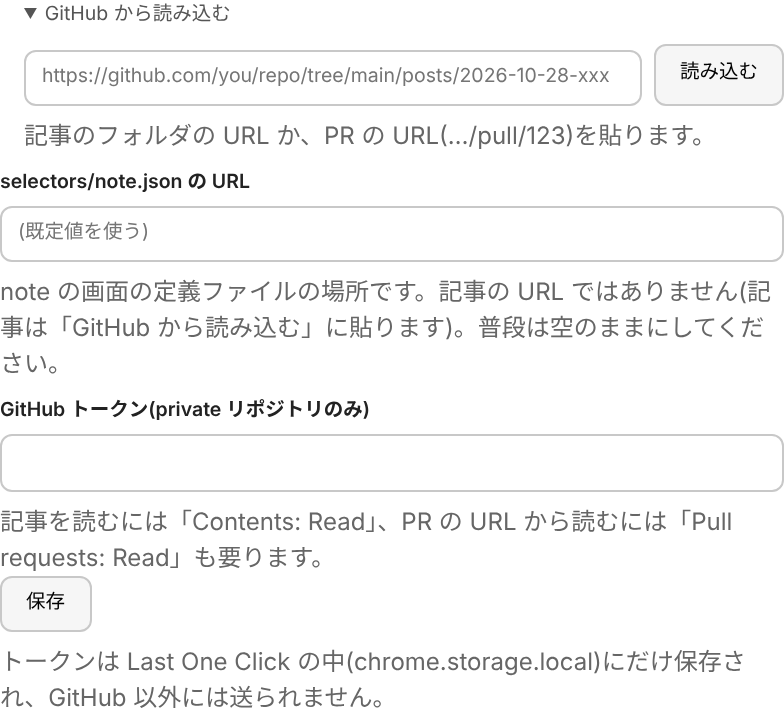 ▼ GitHub から読み込む
https://github.com/you/repo/tree/main/posts/2026-10-28-xxx
読み込む
記事のフォルダの URL か、PR の URL(.../pull/123)を貼ります。
selectors/note.json の URL
(既定値を使う)
note の画面の定義ファイルの場所です。記事の URL ではありません(記
事は「GitHub から読み込む」に貼ります)。普段は空のままにしてくだ
さい。
GitHub トークン(private リポジトリのみ)
記事を読むには「Contents: Read」、PR の URL から読むには「Pull
requests: Read」も要ります。
保存
トークンは Last One Click の中(chrome.storage.local)にだけ保存さ
れ、GitHub 以外には送られません。